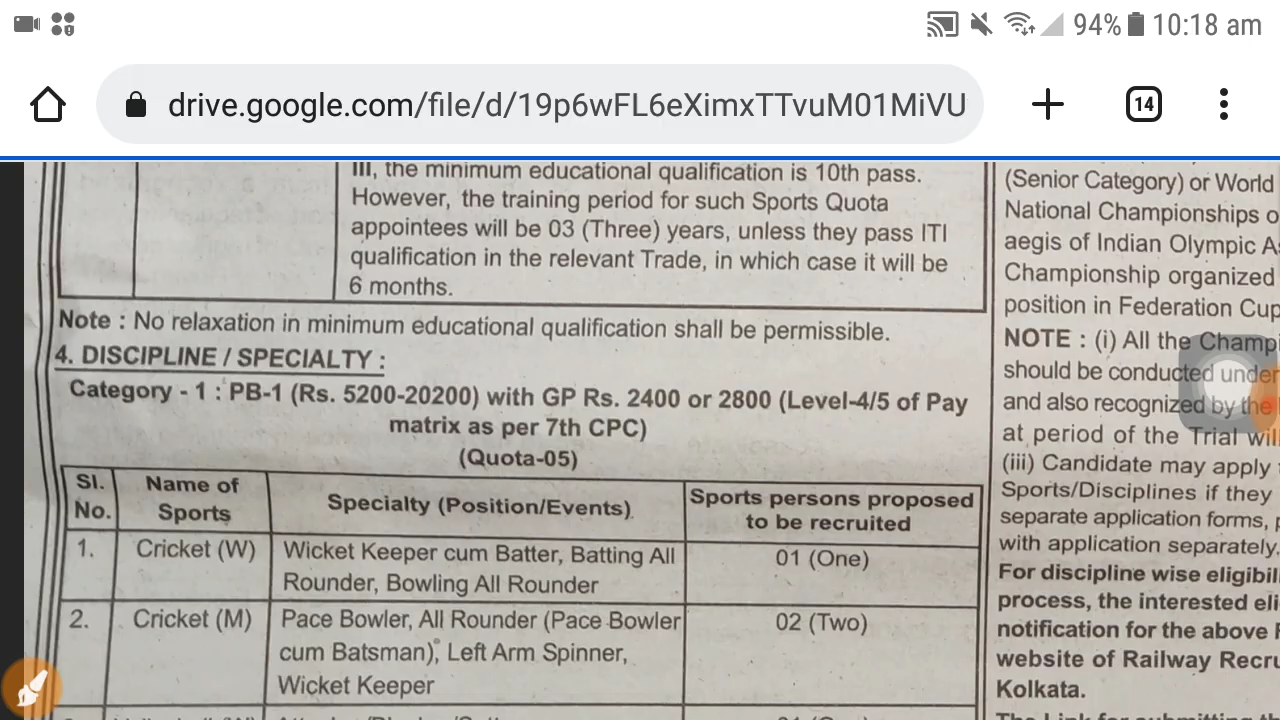 94% 10:18 am
drive.google.com/file/d/19p6wFL6eXimxTTvuM01MiVU
14
III, the minimum educational qualification is 10th pass.
However, the training period for such Sports Quota
appointees will be 03 (Three) years, unless they pass ITI
qualification in the relevant Trade, in which case it will be
6 months.
Note : No relaxation in minimum educational qualification shall be permissible.
4. DISCIPLINE / SPECIALTY :
Category - 1 : PB-1 (Rs. 5200-20200) with GP Rs. 2400 or 2800 (Level-4/5 of Pay
matrix as per 7th CPC)
(Quota-05)
Sl. No. Name of Sports Specialty (Position/Events) Sports persons proposed to be recruited
1. Cricket (W) Wicket Keeper cum Batter, Batting All 01 (One)
Rounder, Bowling All Rounder
2. Cricket (M) Pace Bowler, All Rounder (Pace Bowler 02 (Two)
cum Batsman), Left Arm Spinner,
Wicket Keeper
(Senior Category) or World
National Championships o
aegis of Indian Olympic A
Championship organized
position in Federation Cup
NOTE : (i) All the Champi
should be conducted under
and also recognized by the
at period of the Trial will
(iii) Candidate may apply
Sports/Disciplines if they
separate application forms,
with application separately,
For discipline wise eligibil
process, the interested eli
notification for the above
website of Railway Recru
Kolkata.